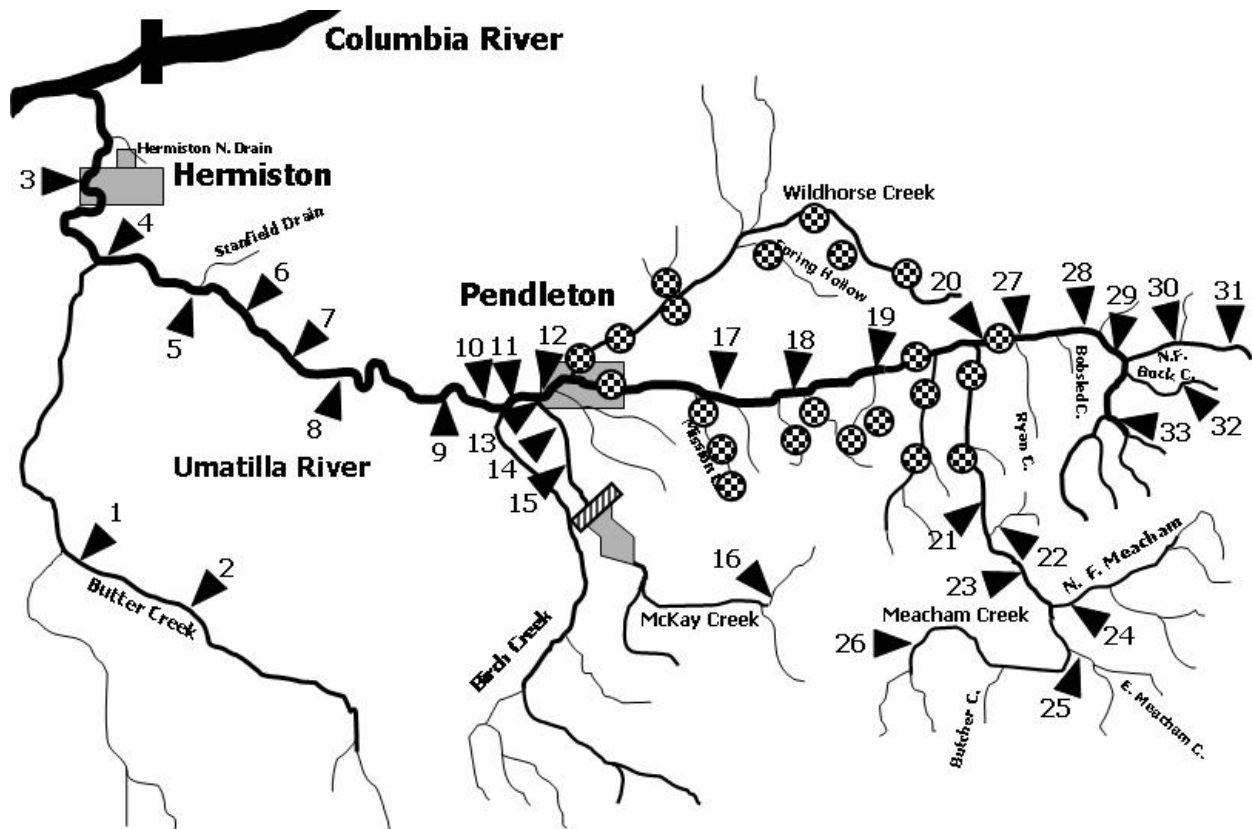 Columbia River
Hermiston N. Drain
3
Hermiston
4
Stanfield Drain
Wildhorse Creek
6
Spring Hollow
5
20
27
28
29
30
31
Pendleton
7
10
11
12
17
18
19
N.F.
Buck C.
Bobsled C.
8
9
13
14
15
Ryan C.
33
32
Umatilla River
21
22
1
2
16
23
N. F. Meacham
Butter Creek
McKay Creek
Meacham Creek
24
26
Birch Creek
25
E. Meacham C.
Butcher C.